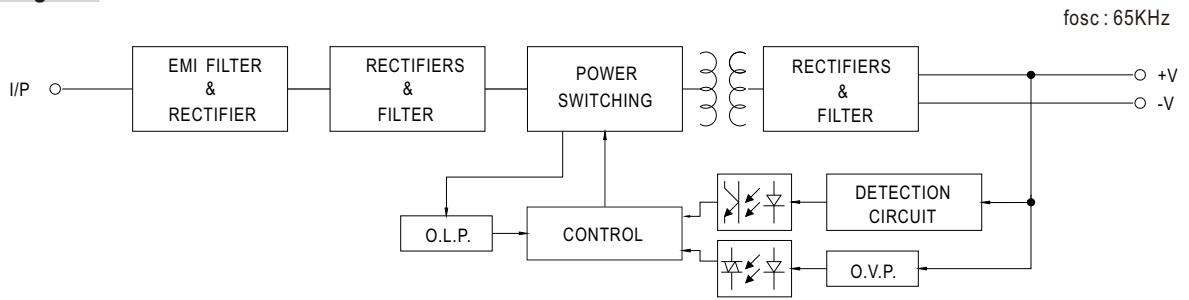 fosc : 65KHz
I/P
EMI FILTER
&
RECTIFIER
RECTIFIERS
&
FILTER
POWER
SWITCHING
RECTIFIERS
&
FILTER
+V
-V
O.L.P.
CONTROL
DETECTION
CIRCUIT
O.V.P.